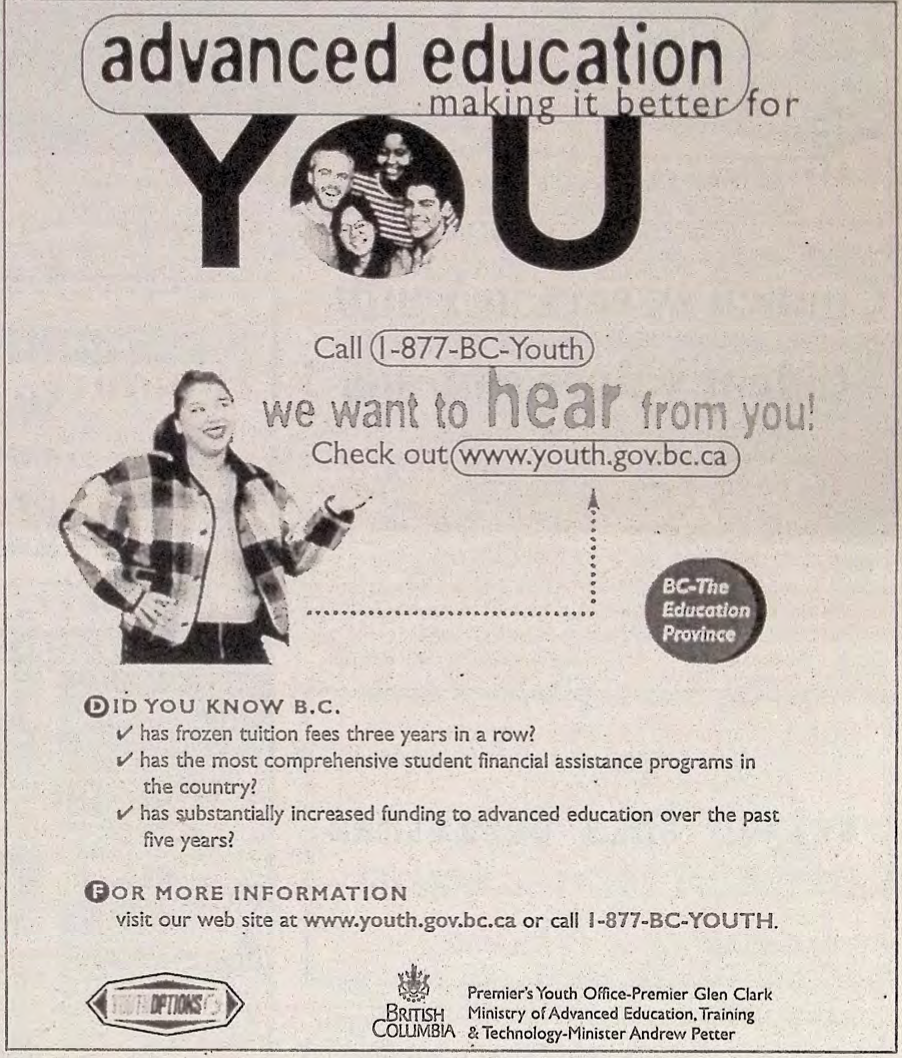 advanced education
making it better for
YOU
Call 1-877-BC-Youth
we want to hear from you!
Check out www.youth.gov.bc.ca
BC-The
Education
Province
DID YOU KNOW B.C.
✓ has frozen tuition fees three years in a row?
✓ has the most comprehensive student financial assistance programs in
the country?
✓ has substantially increased funding to advanced education over the past
five years?
FOR MORE INFORMATION
visit our web site at www.youth.gov.bc.ca or call 1-877-BC-YOUTH.
OPTIONS
BRITISH
COLUMBIA
Premier's Youth Office-Premier Glen Clark
Ministry of Advanced Education, Training
& Technology-Minister Andrew Petter